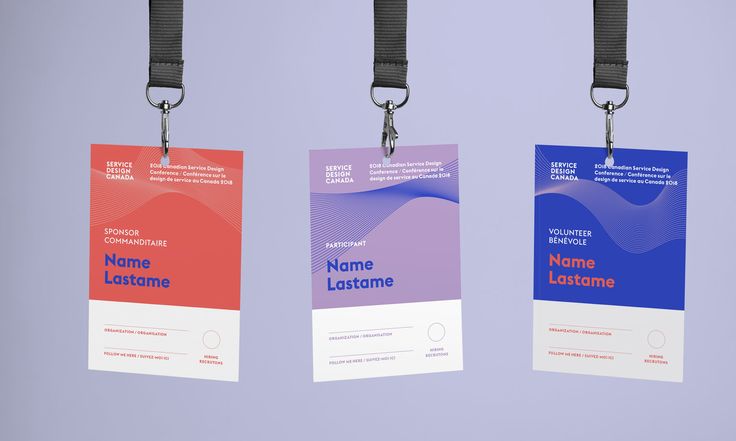 SERVICE
DESIGN
CANADA
2018 Canadian Service Design
Conference / Conférence sur le
design de service au Canada 2018
SPONSOR
COMMANDITAIRE
Name
Lastame
ORGANIZATION / ORGANISATION
FOLLOW ME HERE / SUIVEZ-MOI ICI
HIRING
RECRUTONS
SERVICE
DESIGN
CANADA
2018 Canadian Service Design
Conference / Conférence sur le
design de service au Canada 2018
PARTICIPANT
Name
Lastame
ORGANIZATION / ORGANISATION
FOLLOW ME HERE / SUIVEZ-MOI ICI
HIRING
RECRUTONS
SERVICE
DESIGN
CANADA
2018 Canadian Service Design
Conference / Conférence sur le
design de service au Canada 2018
VOLUNTEER
BÉNÉVOLE
Name
Lastame
ORGANIZATION / ORGANISATION
FOLLOW ME HERE / SUIVEZ-MOI ICI
HIRING
RECRUTONS